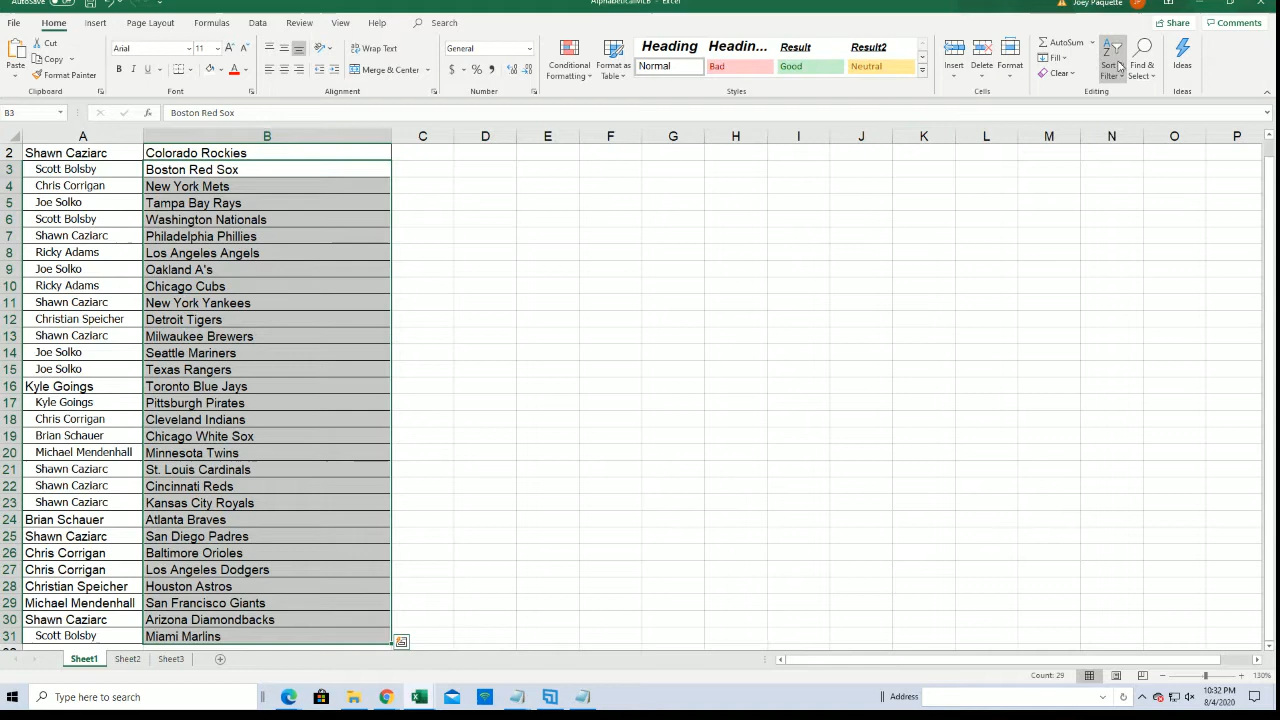 AutoSave Off AlphabeticalMLB - Excel Joey Paquette JP
File Home Insert Page Layout Formulas Data Review View Help Search Share Comments
Cut Arial 11 Wrap Text General Heading Headin... Result Result2 AutoSum
Paste Copy Format Painter B I U Merge & Center $ % Conditional Formatting Format as Table Normal Bad Good Neutral Insert Delete Format Fill Clear Sort & Filter Find & Select Ideas
Clipboard Font Alignment Number Styles Cells Editing Ideas
B3 fx Boston Red Sox
A B C D E F G H I J K L M N O P
2 Shawn Caziarc Colorado Rockies
3 Scott Bolsby Boston Red Sox
4 Chris Corrigan New York Mets
5 Joe Solko Tampa Bay Rays
6 Scott Bolsby Washington Nationals
7 Shawn Caziarc Philadelphia Phillies
8 Ricky Adams Los Angeles Angels
9 Joe Solko Oakland A's
10 Ricky Adams Chicago Cubs
11 Shawn Caziarc New York Yankees
12 Christian Speicher Detroit Tigers
13 Shawn Caziarc Milwaukee Brewers
14 Joe Solko Seattle Mariners
15 Joe Solko Texas Rangers
16 Kyle Goings Toronto Blue Jays
17 Kyle Goings Pittsburgh Pirates
18 Chris Corrigan Cleveland Indians
19 Brian Schauer Chicago White Sox
20 Michael Mendenhall Minnesota Twins
21 Shawn Caziarc St. Louis Cardinals
22 Shawn Caziarc Cincinnati Reds
23 Shawn Caziarc Kansas City Royals
24 Brian Schauer Atlanta Braves
25 Shawn Caziarc San Diego Padres
26 Chris Corrigan Baltimore Orioles
27 Chris Corrigan Los Angeles Dodgers
28 Christian Speicher Houston Astros
29 Michael Mendenhall San Francisco Giants
30 Shawn Caziarc Arizona Diamondbacks
31 Scott Bolsby Miami Marlins
Sheet1 Sheet2 Sheet3
Count: 29 130%
Type here to search Address 10:32 PM
8/4/2020